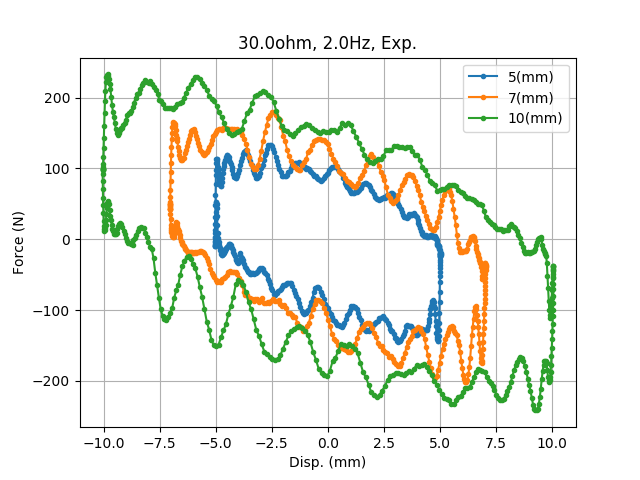 30.0ohm, 2.0Hz, Exp.
5(mm)
7(mm)
10(mm)
200
100
0
−100
−200
Force (N)
−10.0 −7.5 −5.0 −2.5 0.0 2.5 5.0 7.5 10.0
Disp. (mm)